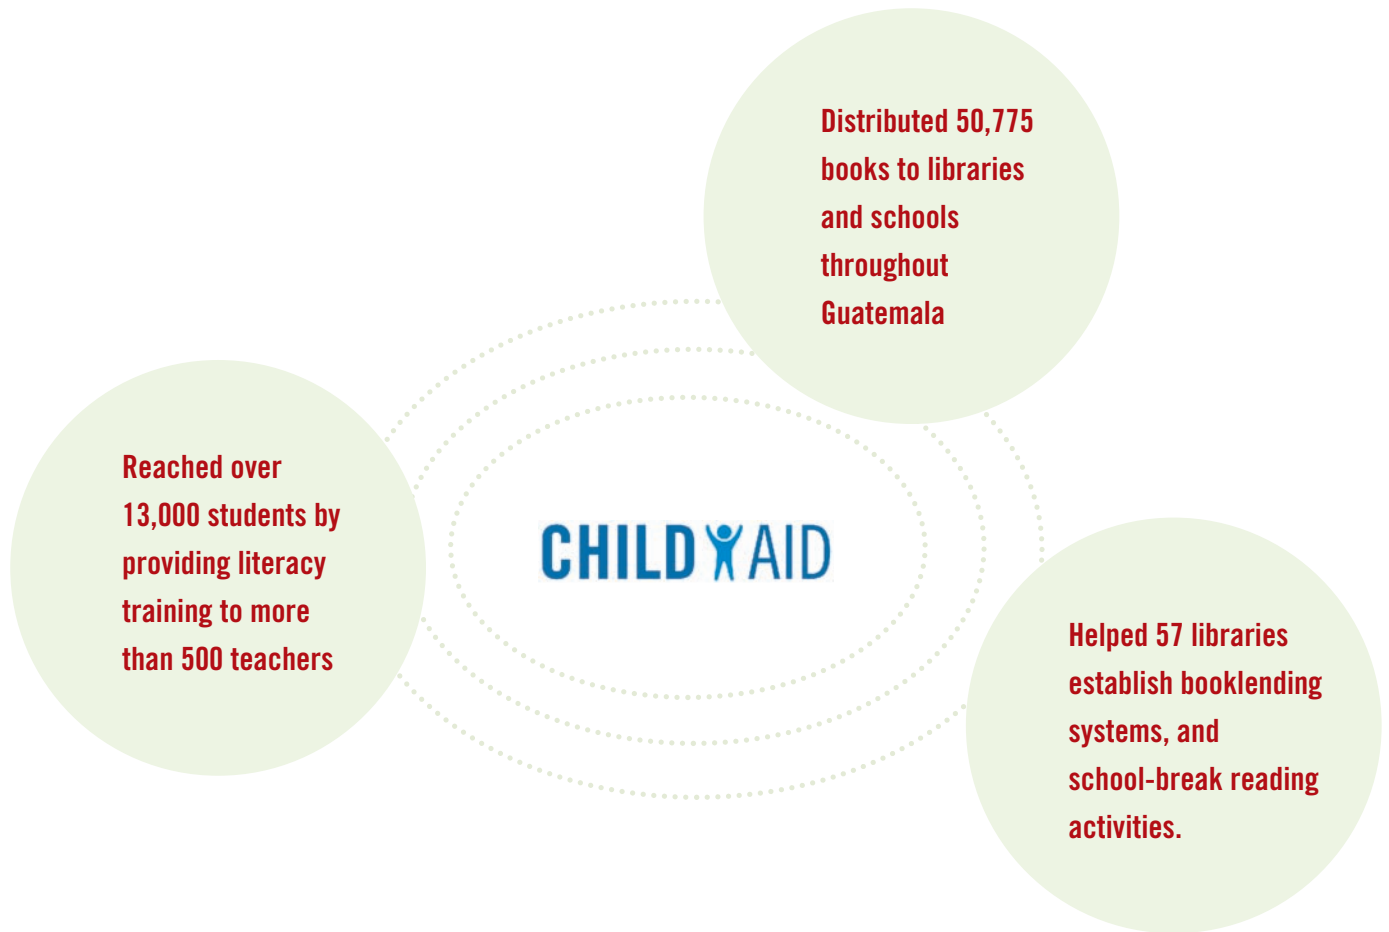 Distributed 50,775
books to libraries
and schools
throughout
Guatemala
Reached over
13,000 students by
providing literacy
training to more
than 500 teachers
CHILD AID
Helped 57 libraries
establish booklending
systems, and
school-break reading
activities.